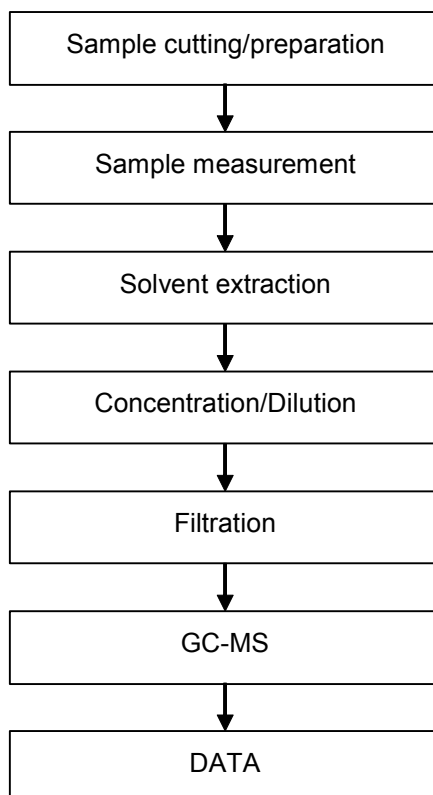 Sample cutting/preparation
Sample measurement
Solvent extraction
Concentration/Dilution
Filtration
GC-MS
DATA